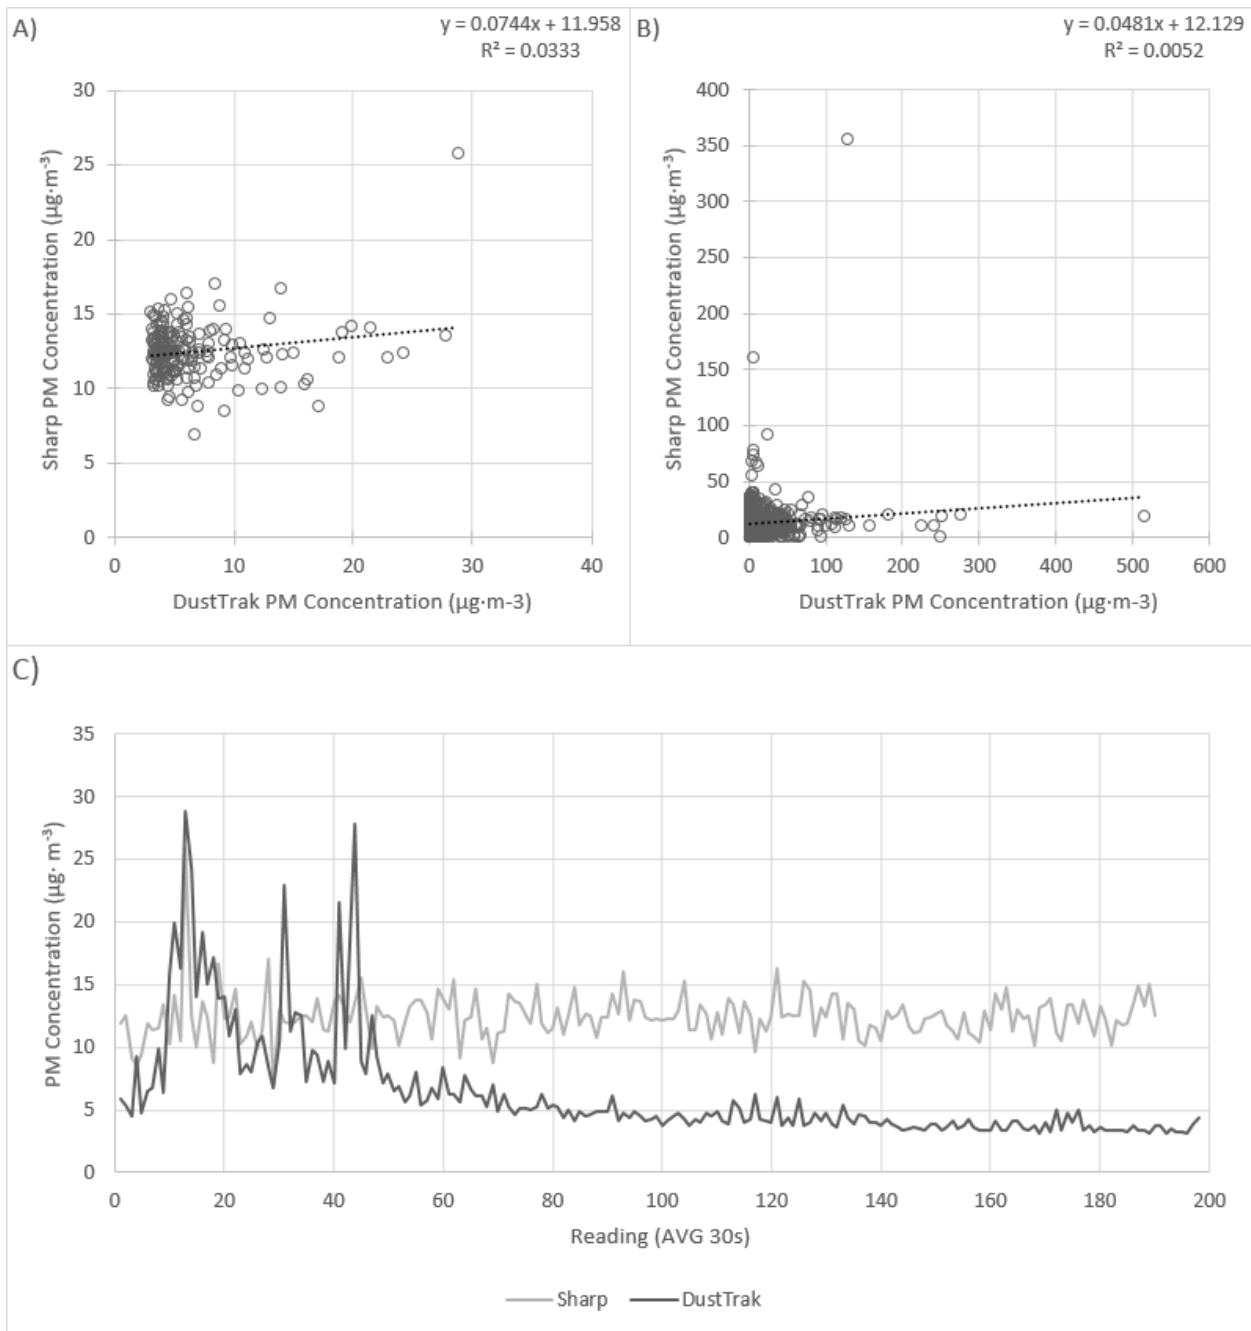 A)
y = 0.0744x + 11.958
R² = 0.0333
30
25
20
15
10
5
0
0 10 20 30 40
Sharp PM Concentration (µg·m⁻³)
DustTrak PM Concentration (µg·m-3)
B)
y = 0.0481x + 12.129
R² = 0.0052
400
350
300
250
200
150
100
50
0
0 100 200 300 400 500 600
Sharp PM Concentration (µg·m⁻³)
DustTrak PM Concentration (µg·m-3)
C)
35
30
25
20
15
10
5
0
0 20 40 60 80 100 120 140 160 180 200
PM Concentration (µg· m⁻³)
Reading (AVG 30s)
Sharp DustTrak